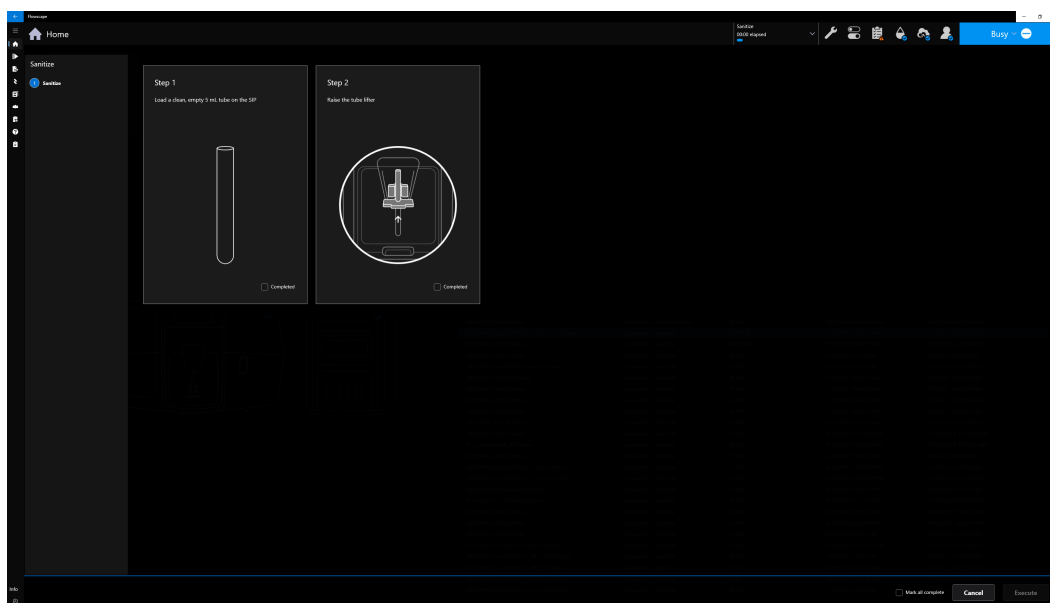 Flowscape
Home
Sanitize
00:00 elapsed
Busy
Sanitize
1 Sanitize
Step 1
Load a clean, empty 5 mL tube on the SIP
Completed
Step 2
Raise the tube lifter
Completed
Info
Mark all complete
Cancel
Execute